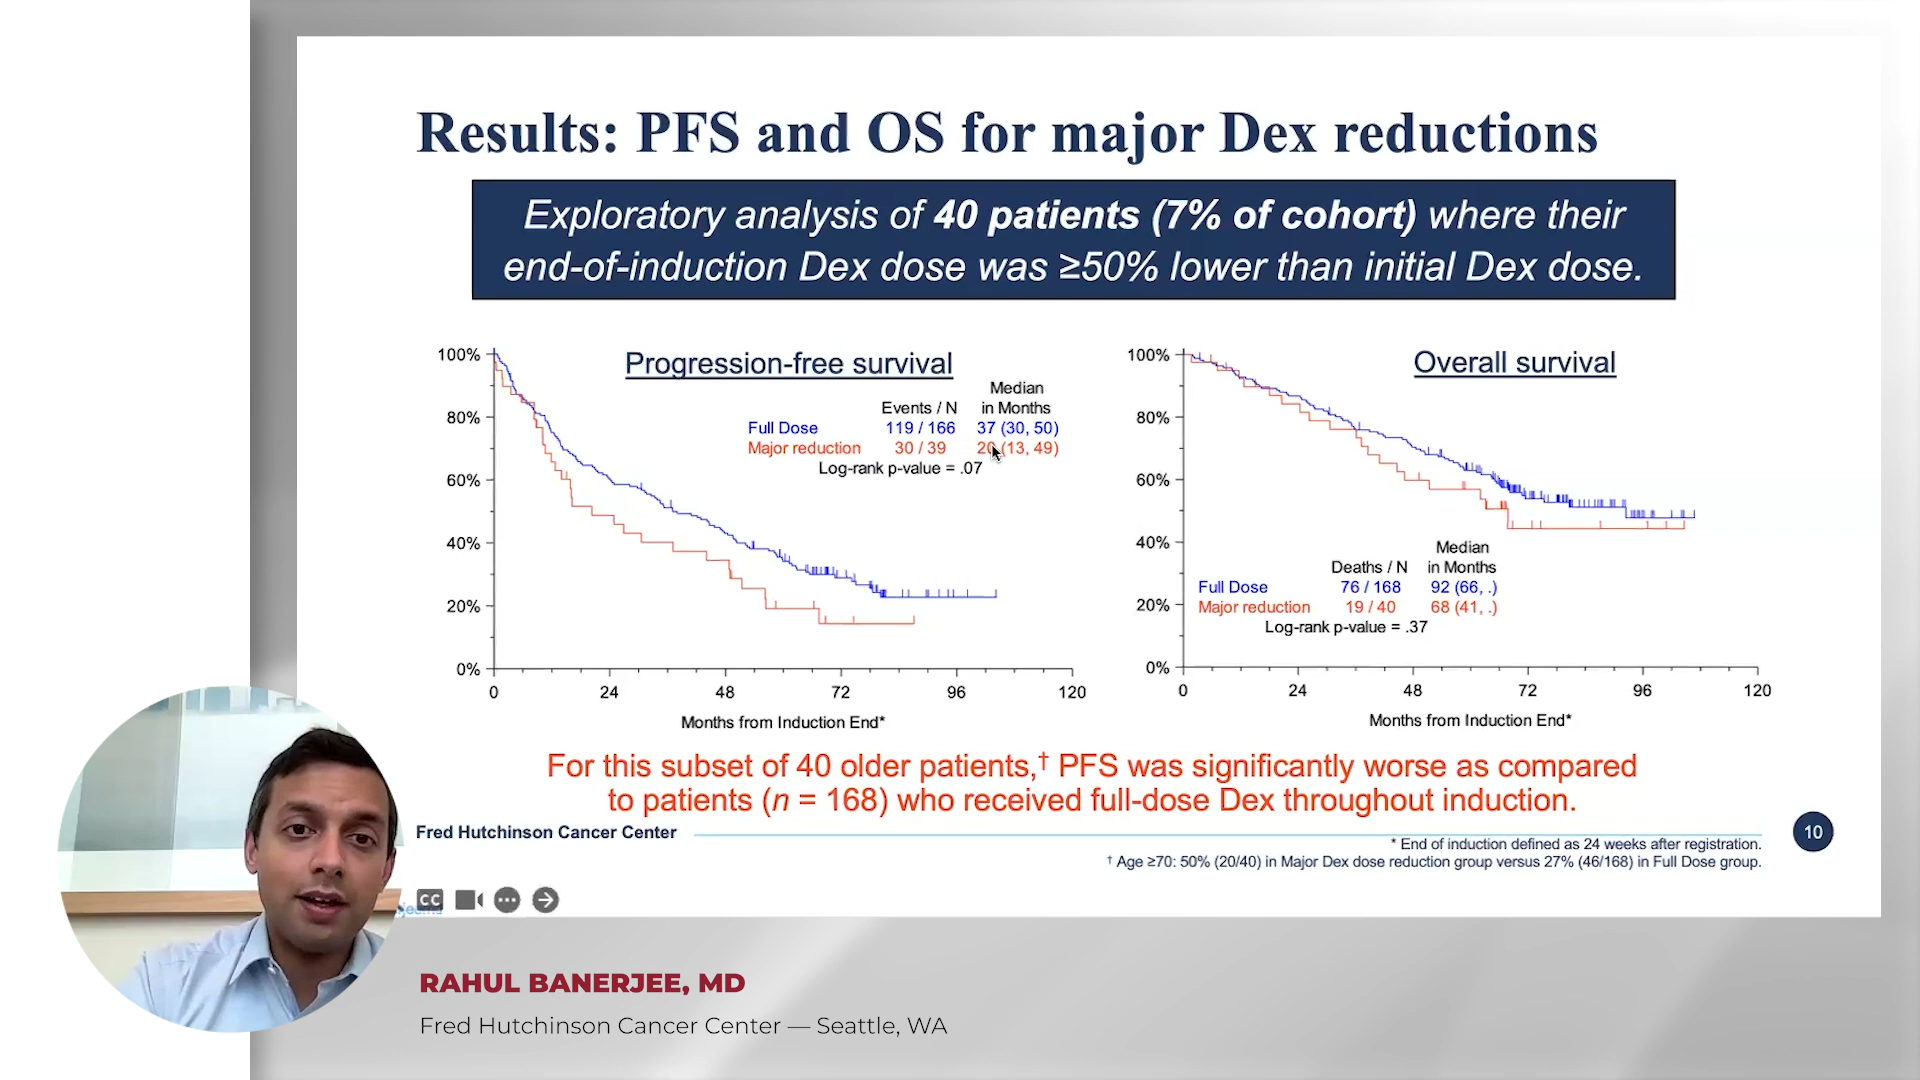 Results: PFS and OS for major Dex reductions
Exploratory analysis of 40 patients (7% of cohort) where their
end-of-induction Dex dose was ≥50% lower than initial Dex dose.
Progression-free survival
Median
Events / N in Months
Full Dose 119 / 166 37 (30, 50)
Major reduction 30 / 39 20 (13, 49)
Log-rank p-value = .07
100%
80%
60%
40%
20%
0%
0 24 48 72 96 120
Months from Induction End*
Overall survival
100%
80%
60%
40%
20%
0%
Median
Deaths / N in Months
Full Dose 76 / 168 92 (66, .)
Major reduction 19 / 40 68 (41, .)
Log-rank p-value = .37
0 24 48 72 96 120
Months from Induction End*
For this subset of 40 older patients,† PFS was significantly worse as compared
to patients (n = 168) who received full-dose Dex throughout induction.
Fred Hutchinson Cancer Center
10
* End of induction defined as 24 weeks after registration.
† Age ≥70: 50% (20/40) in Major Dex dose reduction group versus 27% (46/168) in Full Dose group.
CC
RAHUL BANERJEE, MD
Fred Hutchinson Cancer Center — Seattle, WA